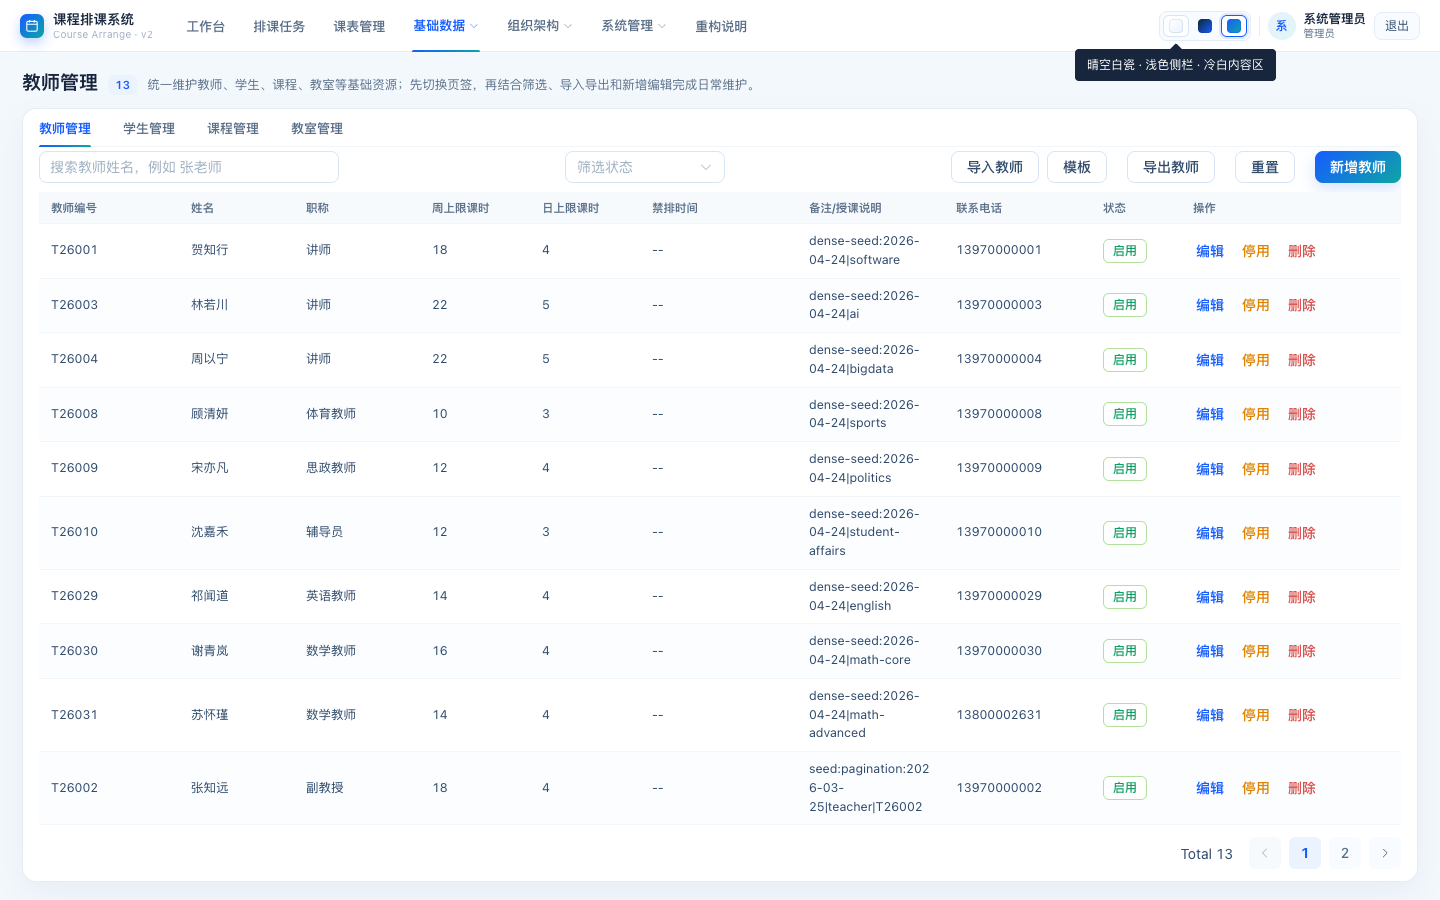 课程排课系统
Course Arrange · v2
工作台
排课任务
课表管理
基础数据
组织架构
系统管理
重构说明
系
系统管理员
管理员
退出
晴空白瓷 · 浅色侧栏 · 冷白内容区
教师管理
13
统一维护教师、学生、课程、教室等基础资源；先切换页签，再结合筛选、导入导出和新增编辑完成日常维护。
教师管理
学生管理
课程管理
教室管理
搜索教师姓名，例如 张老师
筛选状态
导入教师
模板
导出教师
重置
新增教师
教师编号 姓名 职称 周上限课时 日上限课时 禁排时间 备注/授课说明 联系电话 状态 操作
T26001 贺知行 讲师 18 4 -- dense-seed:2026-
04-24|software 13970000001 启用 编辑 停用 删除
T26003 林若川 讲师 22 5 -- dense-seed:2026-
04-24|ai 13970000003 启用 编辑 停用 删除
T26004 周以宁 讲师 22 5 -- dense-seed:2026-
04-24|bigdata 13970000004 启用 编辑 停用 删除
T26008 顾清妍 体育教师 10 3 -- dense-seed:2026-
04-24|sports 13970000008 启用 编辑 停用 删除
T26009 宋亦凡 思政教师 12 4 -- dense-seed:2026-
04-24|politics 13970000009 启用 编辑 停用 删除
T26010 沈嘉禾 辅导员 12 3 -- dense-seed:2026-
04-24|student-
affairs 13970000010 启用 编辑 停用 删除
T26029 祁闻道 英语教师 14 4 -- dense-seed:2026-
04-24|english 13970000029 启用 编辑 停用 删除
T26030 谢青岚 数学教师 16 4 -- dense-seed:2026-
04-24|math-core 13970000030 启用 编辑 停用 删除
T26031 苏怀瑾 数学教师 14 4 -- dense-seed:2026-
04-24|math-
advanced 13800002631 启用 编辑 停用 删除
T26002 张知远 副教授 18 4 -- seed:pagination:202
6-03-
25|teacher|T26002 13970000002 启用 编辑 停用 删除
Total 13
1
2